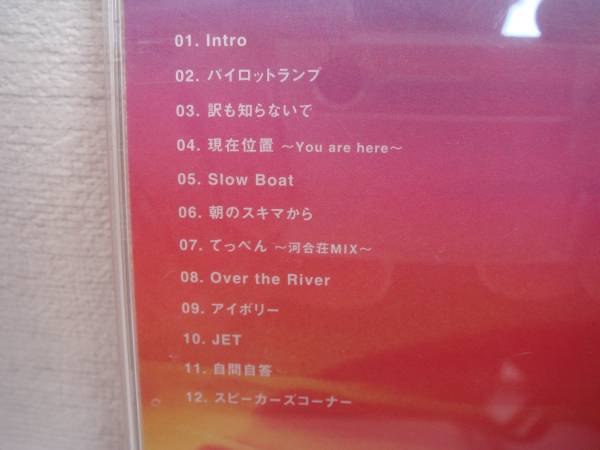 01. Intro
02. パイロットランプ
03. 訳も知らないで
04. 現在位置 〜You are here〜
05. Slow Boat
06. 朝のスキマから
07. てっぺん 〜河合荘MIX〜
08. Over the River
09. アイボリー
10. JET
11. 自問自答
12. スピーカーズコーナー